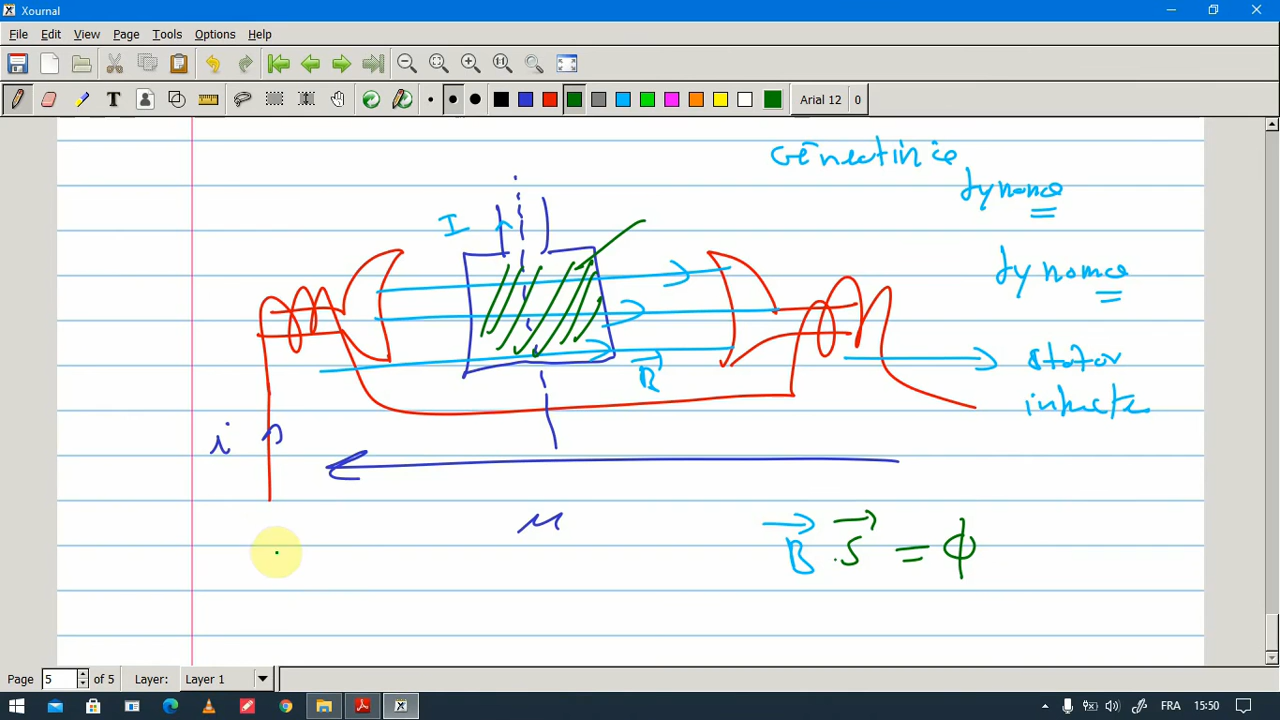 Xournal
File Edit View Page Tools Options Help
Arial 12 0
Génératrice
dynamo
I
dynamo
B
stator
i
M
B . S = ϕ
Page 5 of 5 Layer: Layer 1
FRA 15:50